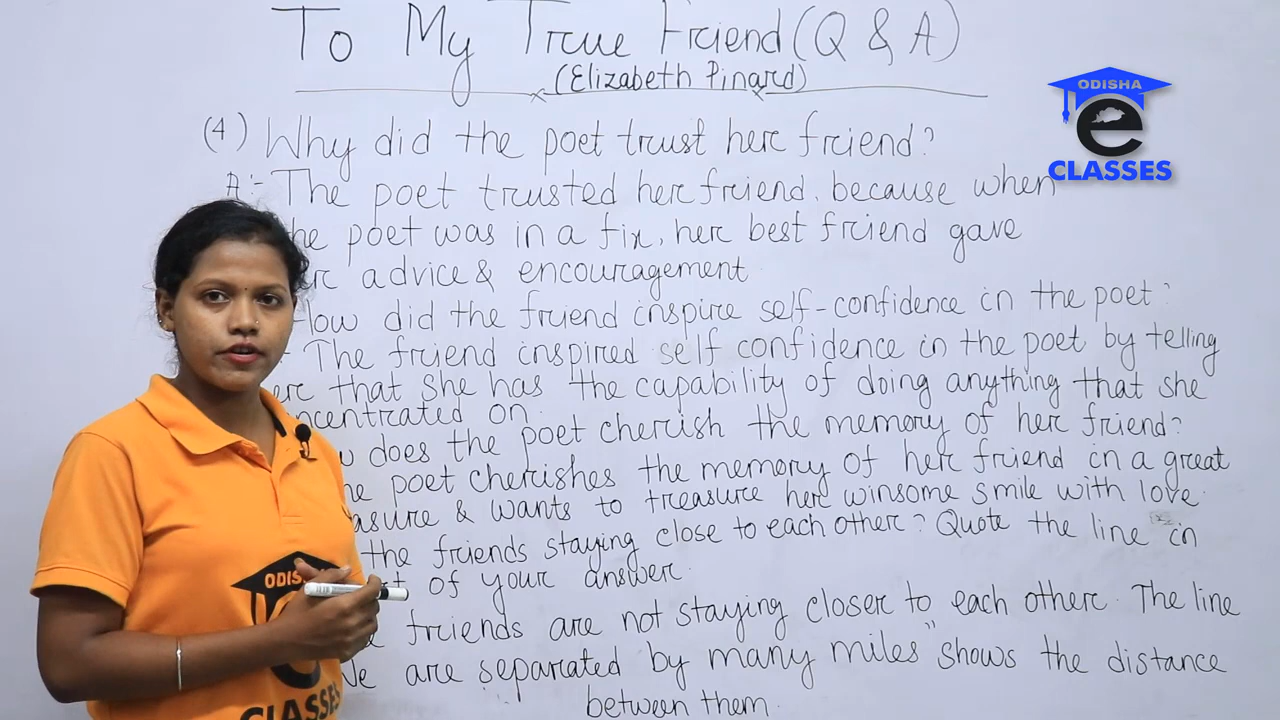 To My True Friend (Q & A)
(Elizabeth Pinard)
ODISHA
e
CLASSES
(4) Why did the poet trust her friend?
A:- The poet trusted her friend, because when
poet was in a fix, her best friend gave
advice & encouragement
did the friend inspire self-confidence in the poet?
The friend inspired self confidence in the poet by telling
that she has the capability of doing anything that she
on.
does the poet cherish the memory of her friend?
poet cherishes the memory of her friend in a great
& wants to treasure her winsome smile with love.
the friends staying close to each other? Quote the line in
of your answer.
friends are not staying closer to each other. The line
are separated by many miles" shows the distance
between them.
CLASSES